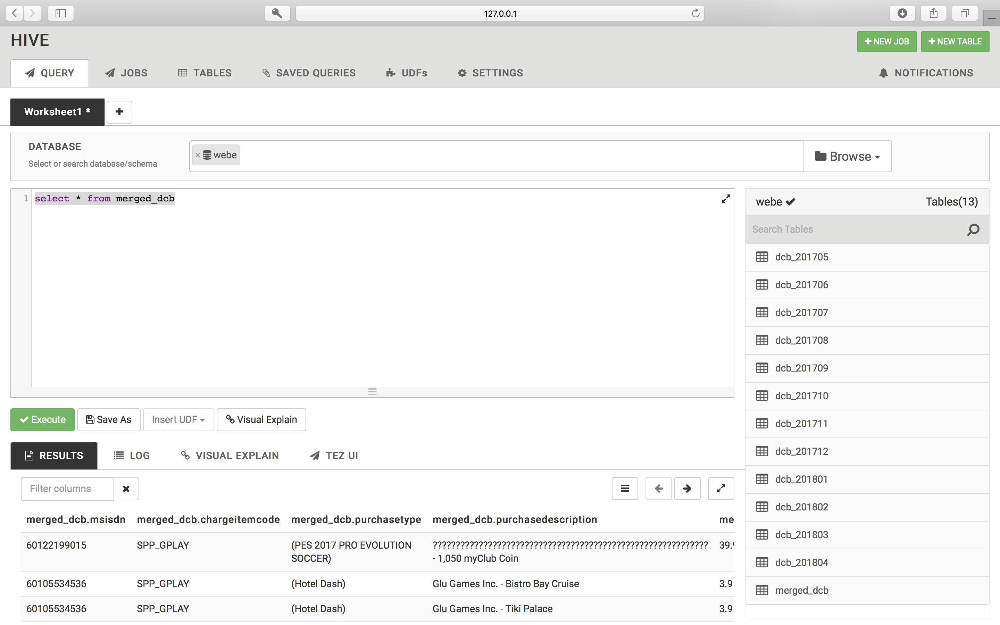 127.0.0.1
HIVE
NEW JOB
NEW TABLE
QUERY
JOBS
TABLES
SAVED QUERIES
UDFs
SETTINGS
NOTIFICATIONS
Worksheet1 *
DATABASE
Select or search database/schema
× webe
Browse
1 select * from merged_dcb
webe
Tables(13)
Search Tables
dcb_201705
dcb_201706
dcb_201707
dcb_201708
dcb_201709
dcb_201710
dcb_201711
dcb_201712
dcb_201801
dcb_201802
dcb_201803
dcb_201804
merged_dcb
Execute
Save As
Insert UDF
Visual Explain
RESULTS
LOG
VISUAL EXPLAIN
TEZ UI
Filter columns
merged_dcb.msisdn merged_dcb.chargeitemcode merged_dcb.purchasetype merged_dcb.purchasedescription me
60122199015 SPP_GPLAY (PES 2017 PRO EVOLUTION ???????????????????????????????????????????????????????????? 39.9
SOCCER) - 1,050 myClub Coin
60105534536 SPP_GPLAY (Hotel Dash) Glu Games Inc. - Bistro Bay Cruise 3.9
60105534536 SPP_GPLAY (Hotel Dash) Glu Games Inc. - Tiki Palace 3.9